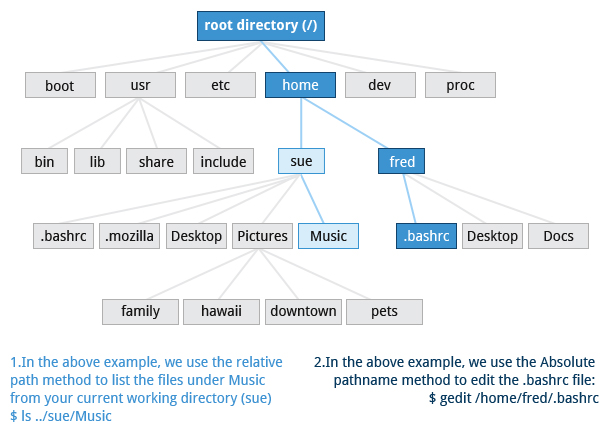 root directory (/)
boot usr etc home dev proc
bin lib share include sue fred
.bashrc .mozilla Desktop Pictures Music .bashrc Desktop Docs
family hawaii downtown pets
1.In the above example, we use the relative
path method to list the files under Music
from your current working directory (sue)
$ ls ../sue/Music
2.In the above example, we use the Absolute
pathname method to edit the .bashrc file:
$ gedit /home/fred/.bashrc